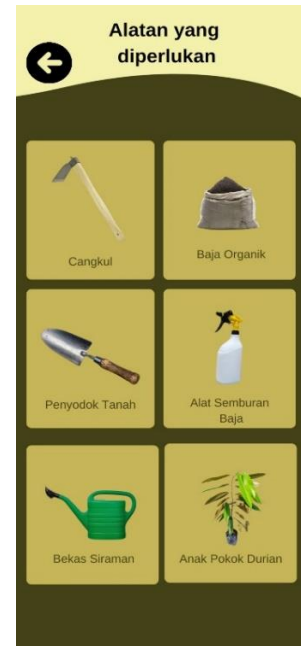 Alatan yang
diperlukan
Cangkul
Baja Organik
Penyodok Tanah
Alat Semburan
Baja
Bekas Siraman
Anak Pokok Durian